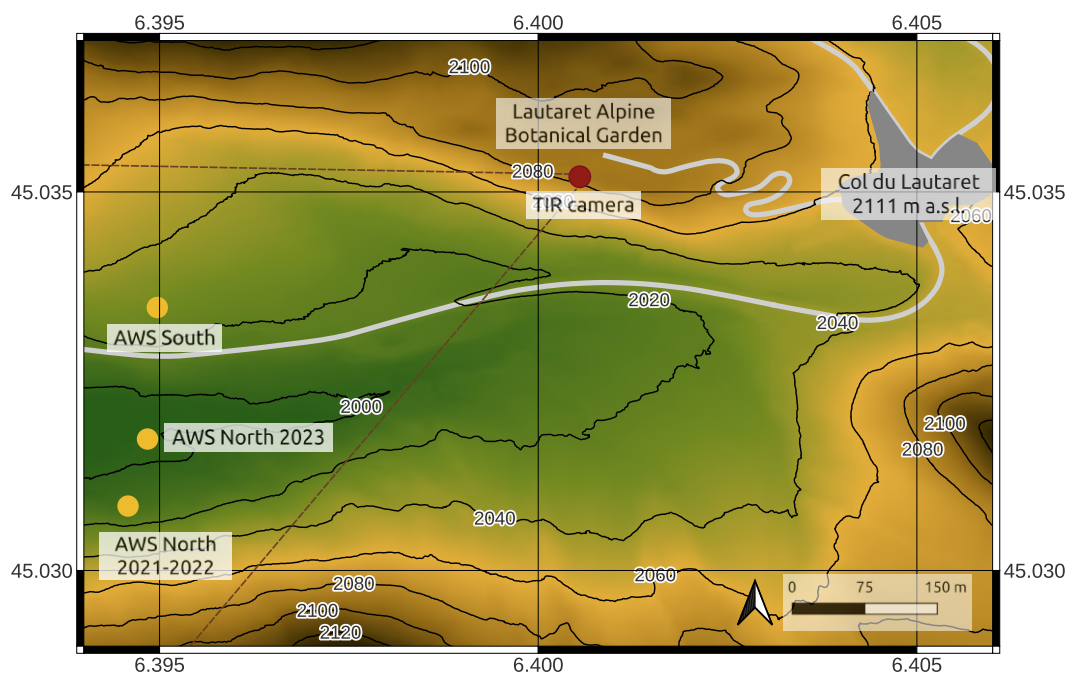 6.395
6.400
6.405
2100
Lautaret Alpine
Botanical Garden
2080
45.035
45.035
TIR camera
Col du Lautaret
2111 m a.s.l.
2060
2020
2040
AWS South
2000
AWS North 2023
2100
2080
2040
AWS North
2021-2022
45.030
45.030
2060
2080
0
75
150 m
2100
2120
6.395
6.400
6.405